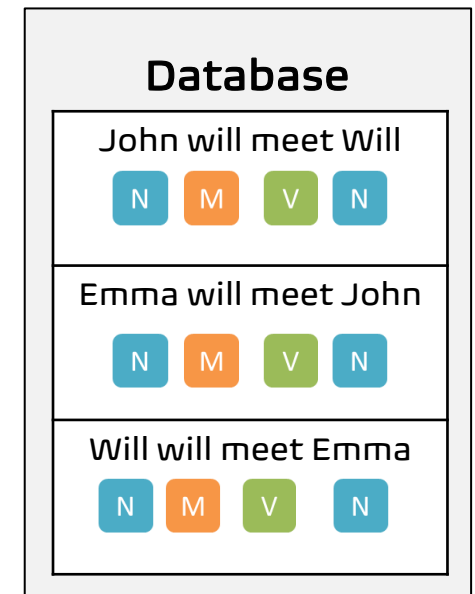 Database
John will meet Will
N M V N
Emma will meet John
N M V N
Will will meet Emma
N M V N